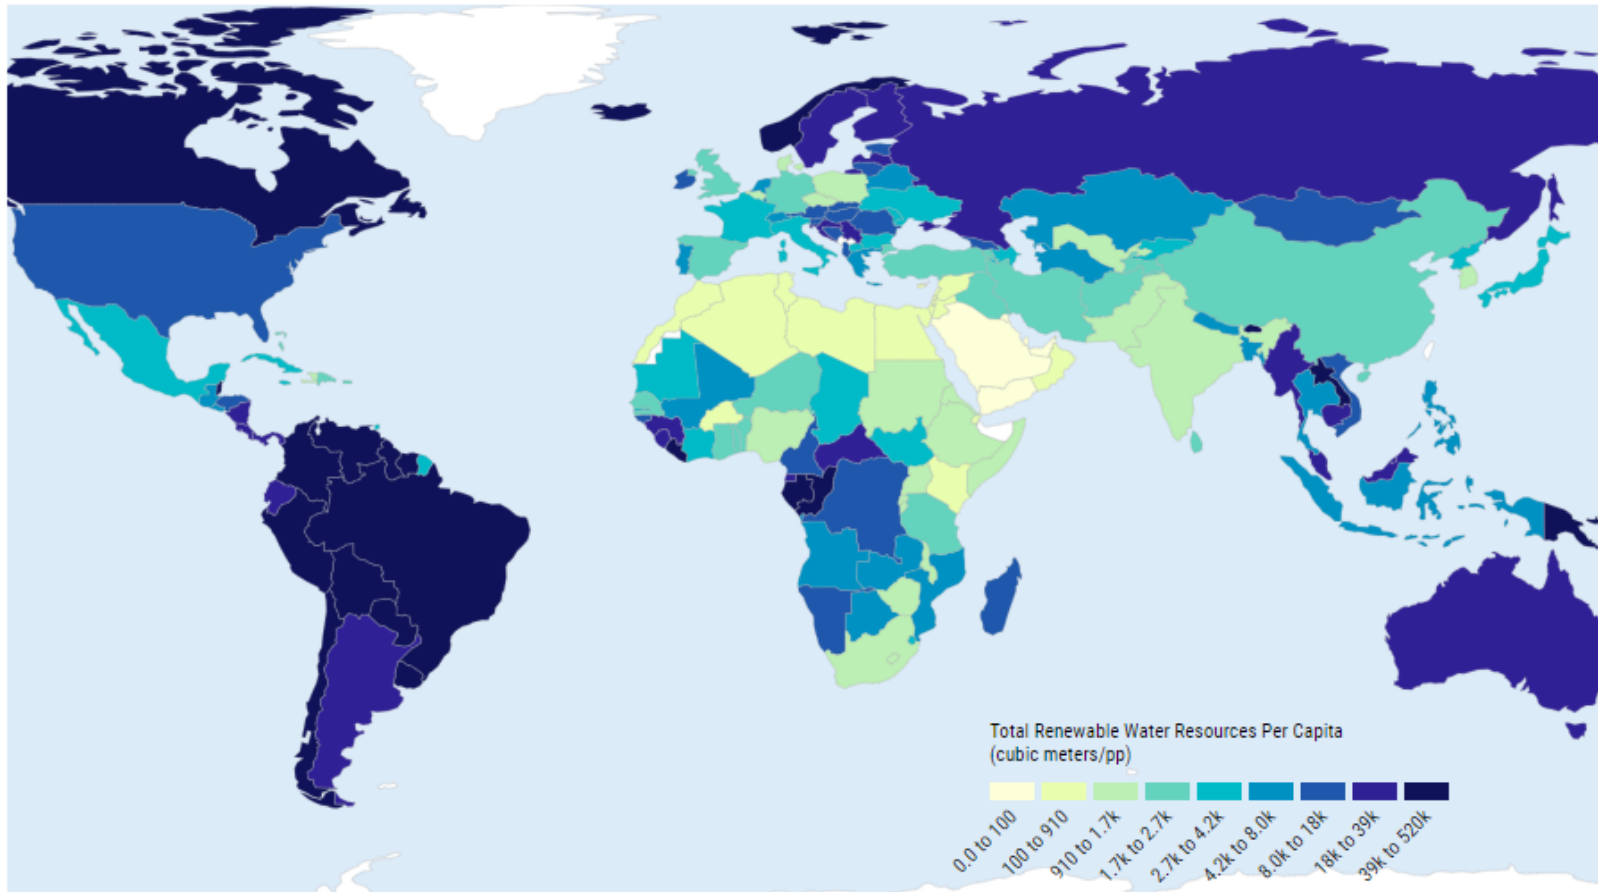 Total Renewable Water Resources Per Capita
(cubic meters/pp)
0.0 to 100
100 to 910
910 to 1.7k
1.7k to 2.7k
2.7k to 4.2k
4.2k to 8.0k
8.0k to 18k
18k to 39k
39k to 520k